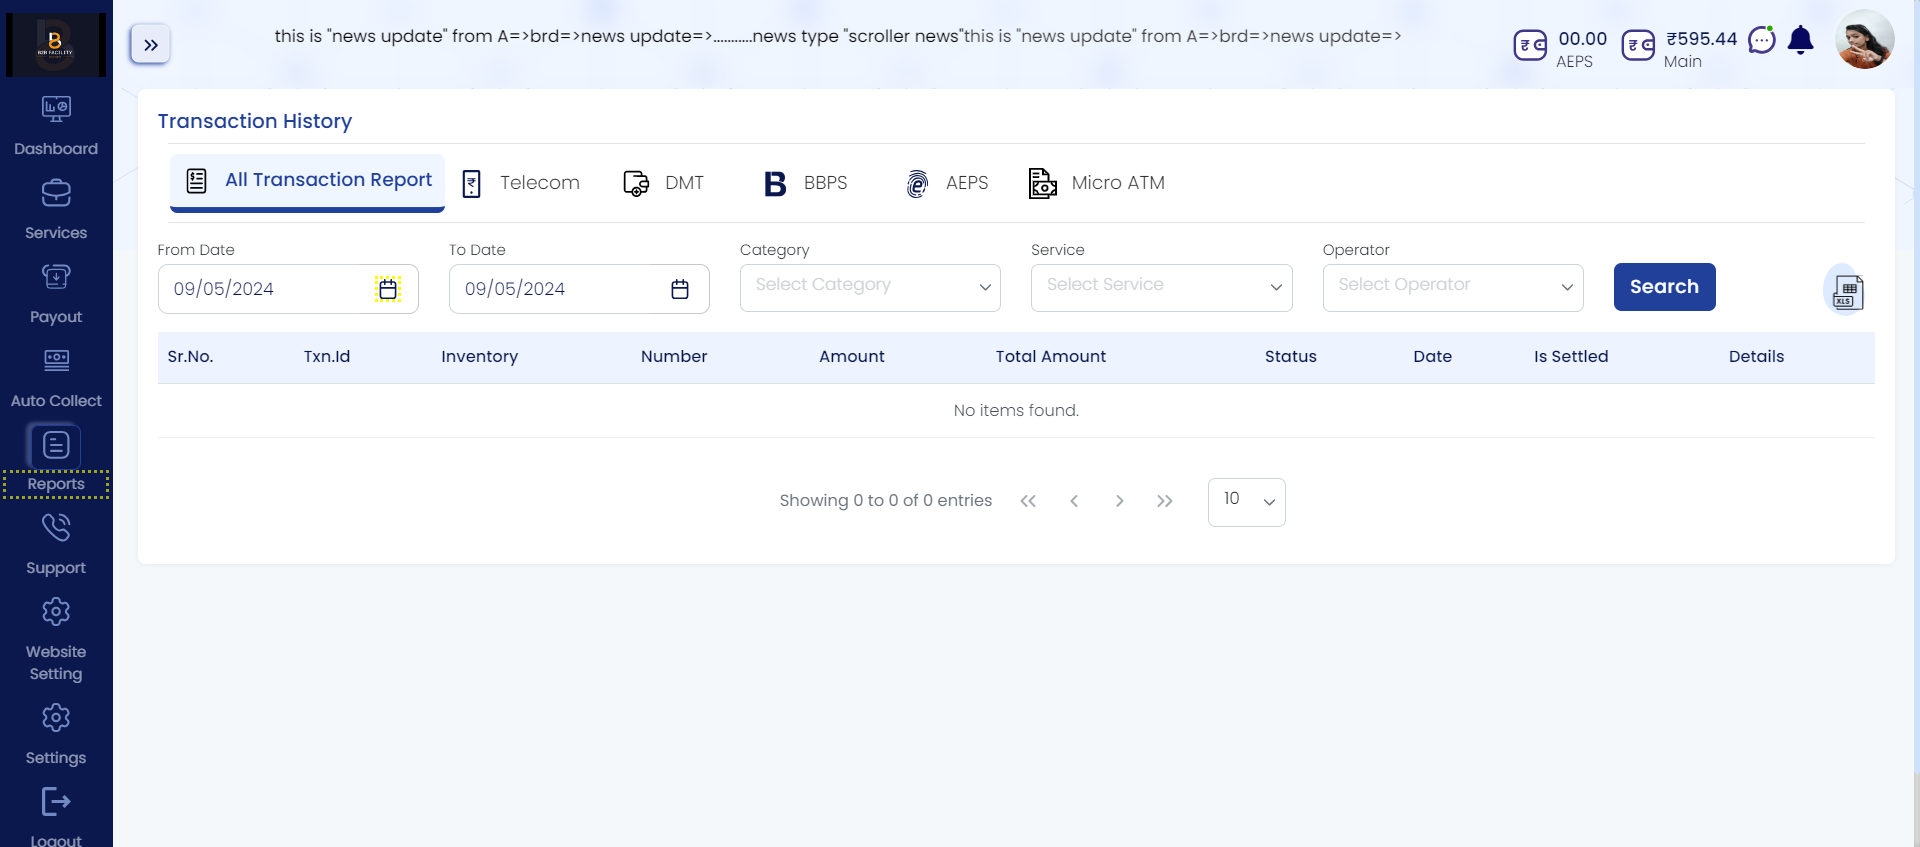 B2B FACILITY
this is "news update" from A=>brd=>news update=>...........news type "scroller news"this is "news update" from A=>brd=>news update=>
00.00
AEPS
₹595.44
Main
Dashboard
Services
Payout
Auto Collect
Reports
Support
Website
Setting
Settings
Logout
Transaction History
All Transaction Report
Telecom
DMT
BBPS
AEPS
Micro ATM
From Date
To Date
Category
Service
Operator
09/05/2024
09/05/2024
Select Category
Select Service
Select Operator
Search
XLS
Sr.No. Txn.Id Inventory Number Amount Total Amount Status Date Is Settled Details
No items found.
Showing 0 to 0 of 0 entries
10